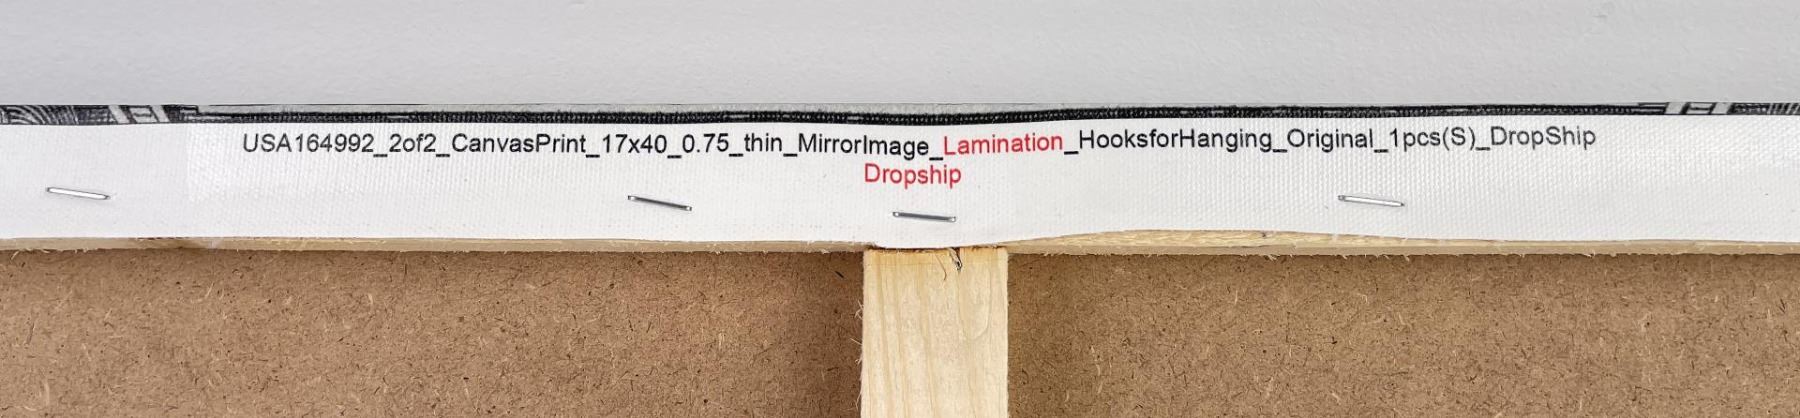 USA164992_2of2_CanvasPrint_17x40_0.75_thin_MirrorImage_Lamination_HooksforHanging_Original_1pcs(S)_DropShip
Dropship